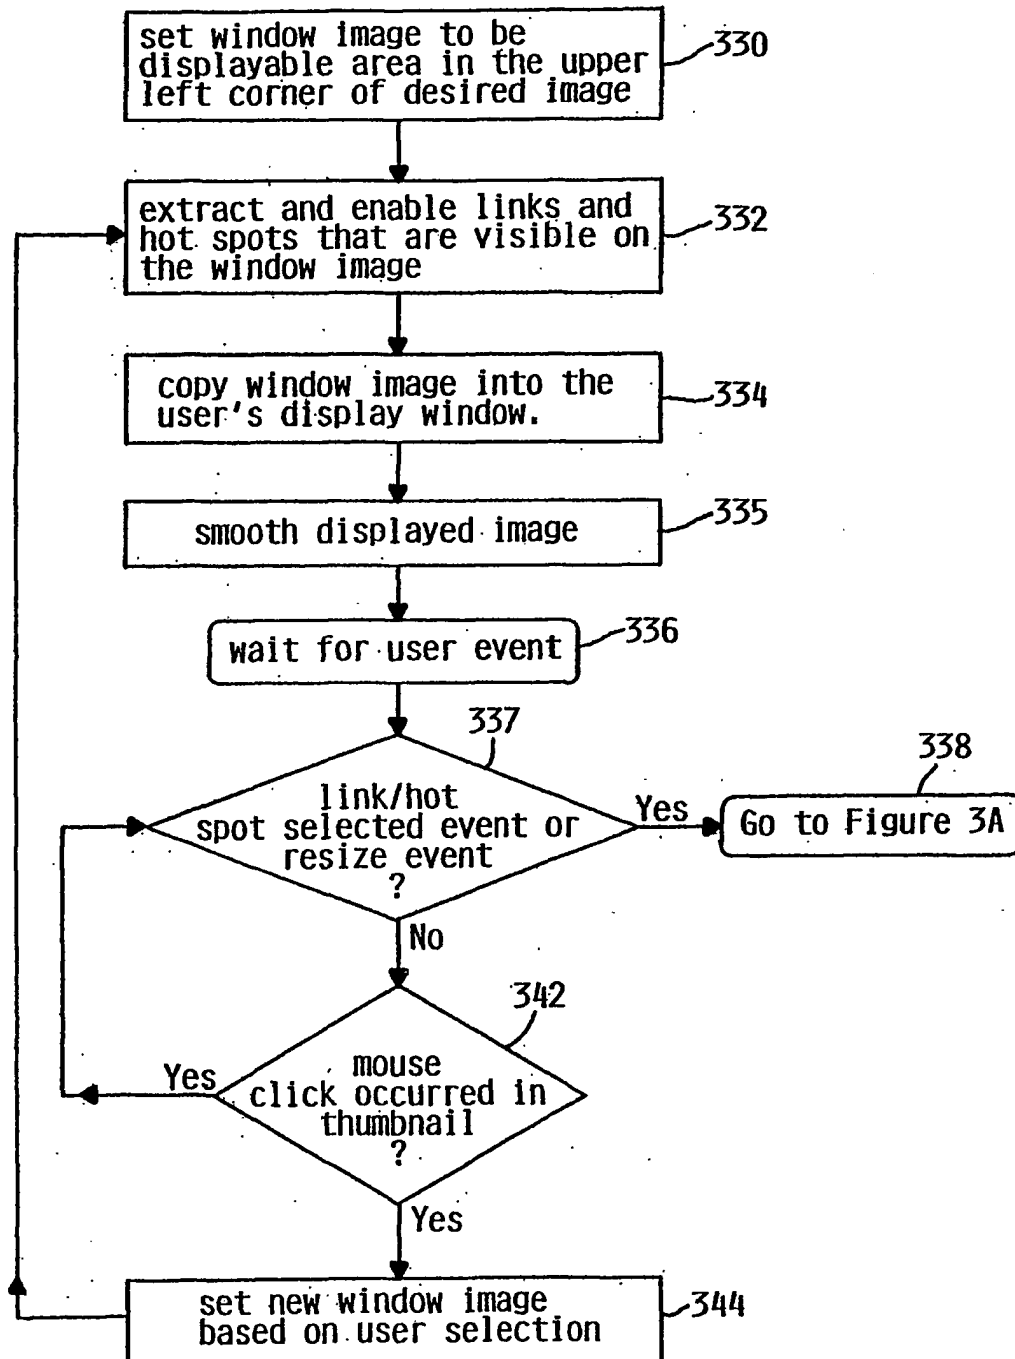 set window image to be
displayable area in the upper
left corner of desired image
330
extract and enable links and
hot spots that are visible on
the window image
332
copy window image into the
user's display window.
334
smooth displayed image
335
wait for user event
336
337
link/hot
spot selected event or
resize event
?
Yes
338
Go to Figure 3A
No
342
mouse
click occurred in
thumbnail
?
Yes
Yes
set new window image
based on user selection
344